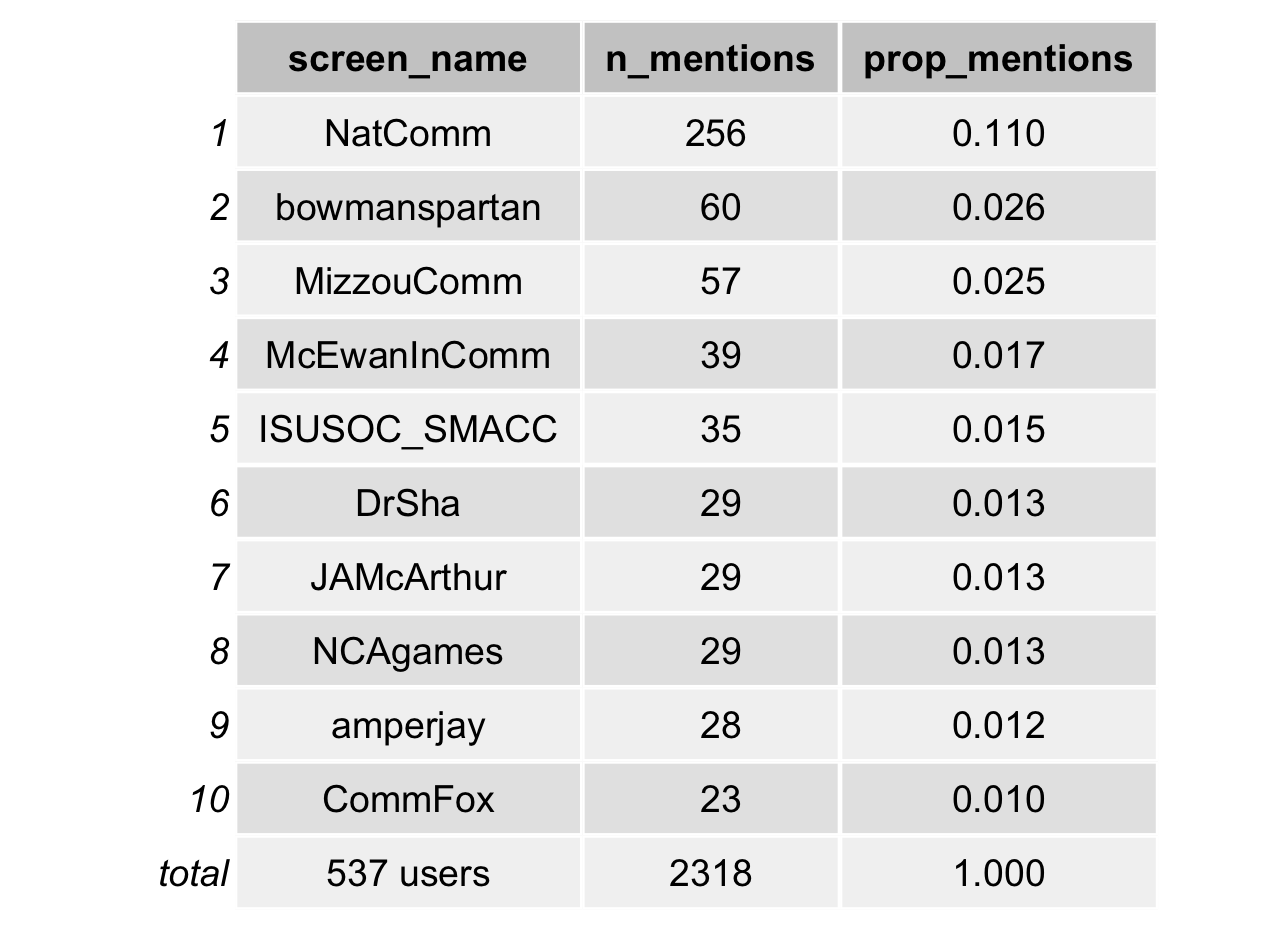 screen_name n_mentions prop_mentions
1 NatComm 256 0.110
2 bowmanspartan 60 0.026
3 MizzouComm 57 0.025
4 McEwanInComm 39 0.017
5 ISUSOC_SMACC 35 0.015
6 DrSha 29 0.013
7 JAMcArthur 29 0.013
8 NCAgames 29 0.013
9 amperjay 28 0.012
10 CommFox 23 0.010
total 537 users 2318 1.000